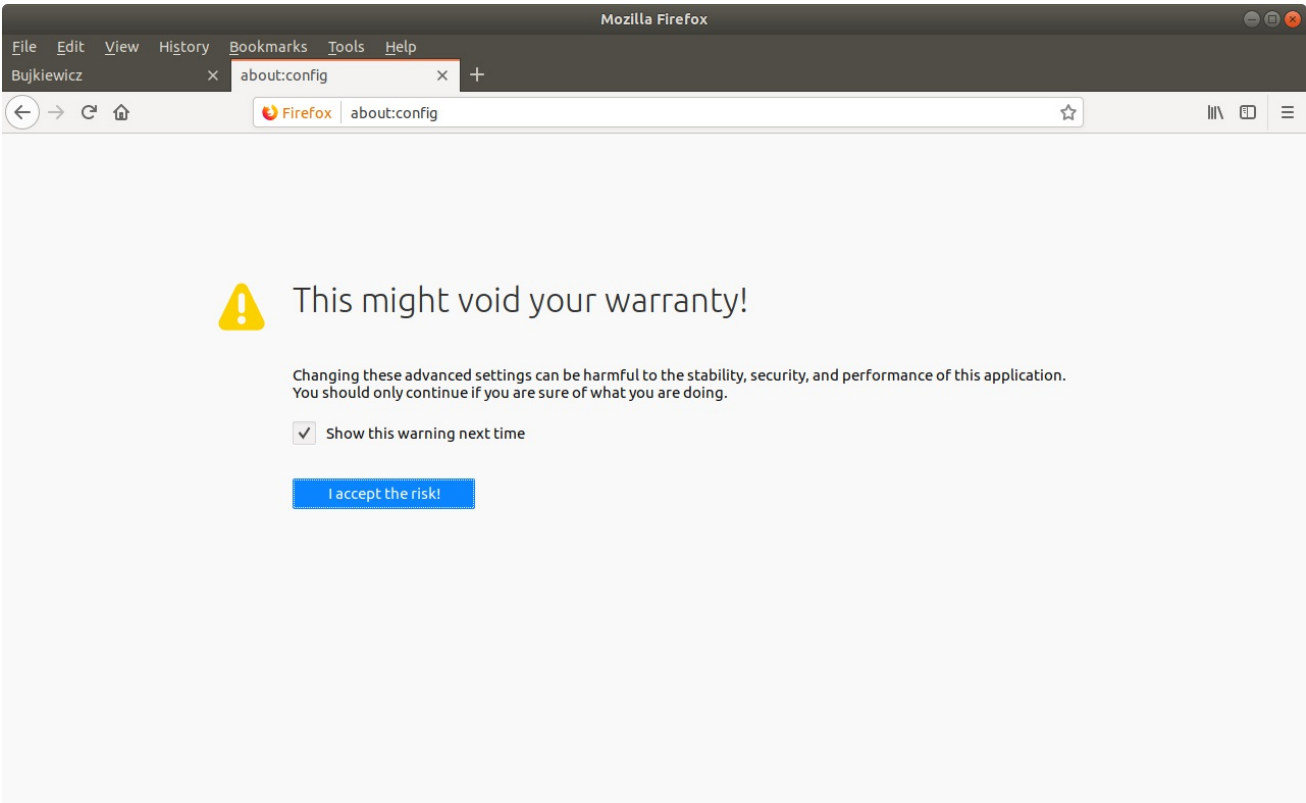 Mozilla Firefox
File Edit View History Bookmarks Tools Help
Bujkiewicz about:config
Firefox about:config
This might void your warranty!
Changing these advanced settings can be harmful to the stability, security, and performance of this application.
You should only continue if you are sure of what you are doing.
Show this warning next time
I accept the risk!